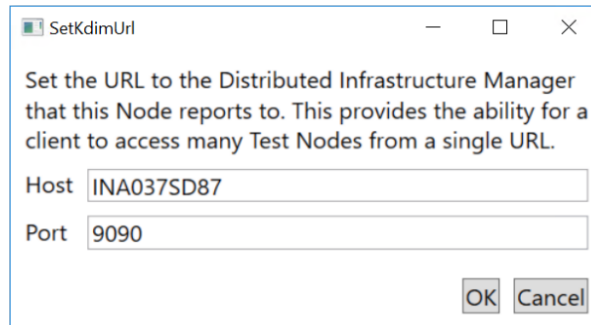 SetKdimUrl
Set the URL to the Distributed Infrastructure Manager
that this Node reports to. This provides the ability for a
client to access many Test Nodes from a single URL.
Host INA037SD87
Port 9090
OK Cancel